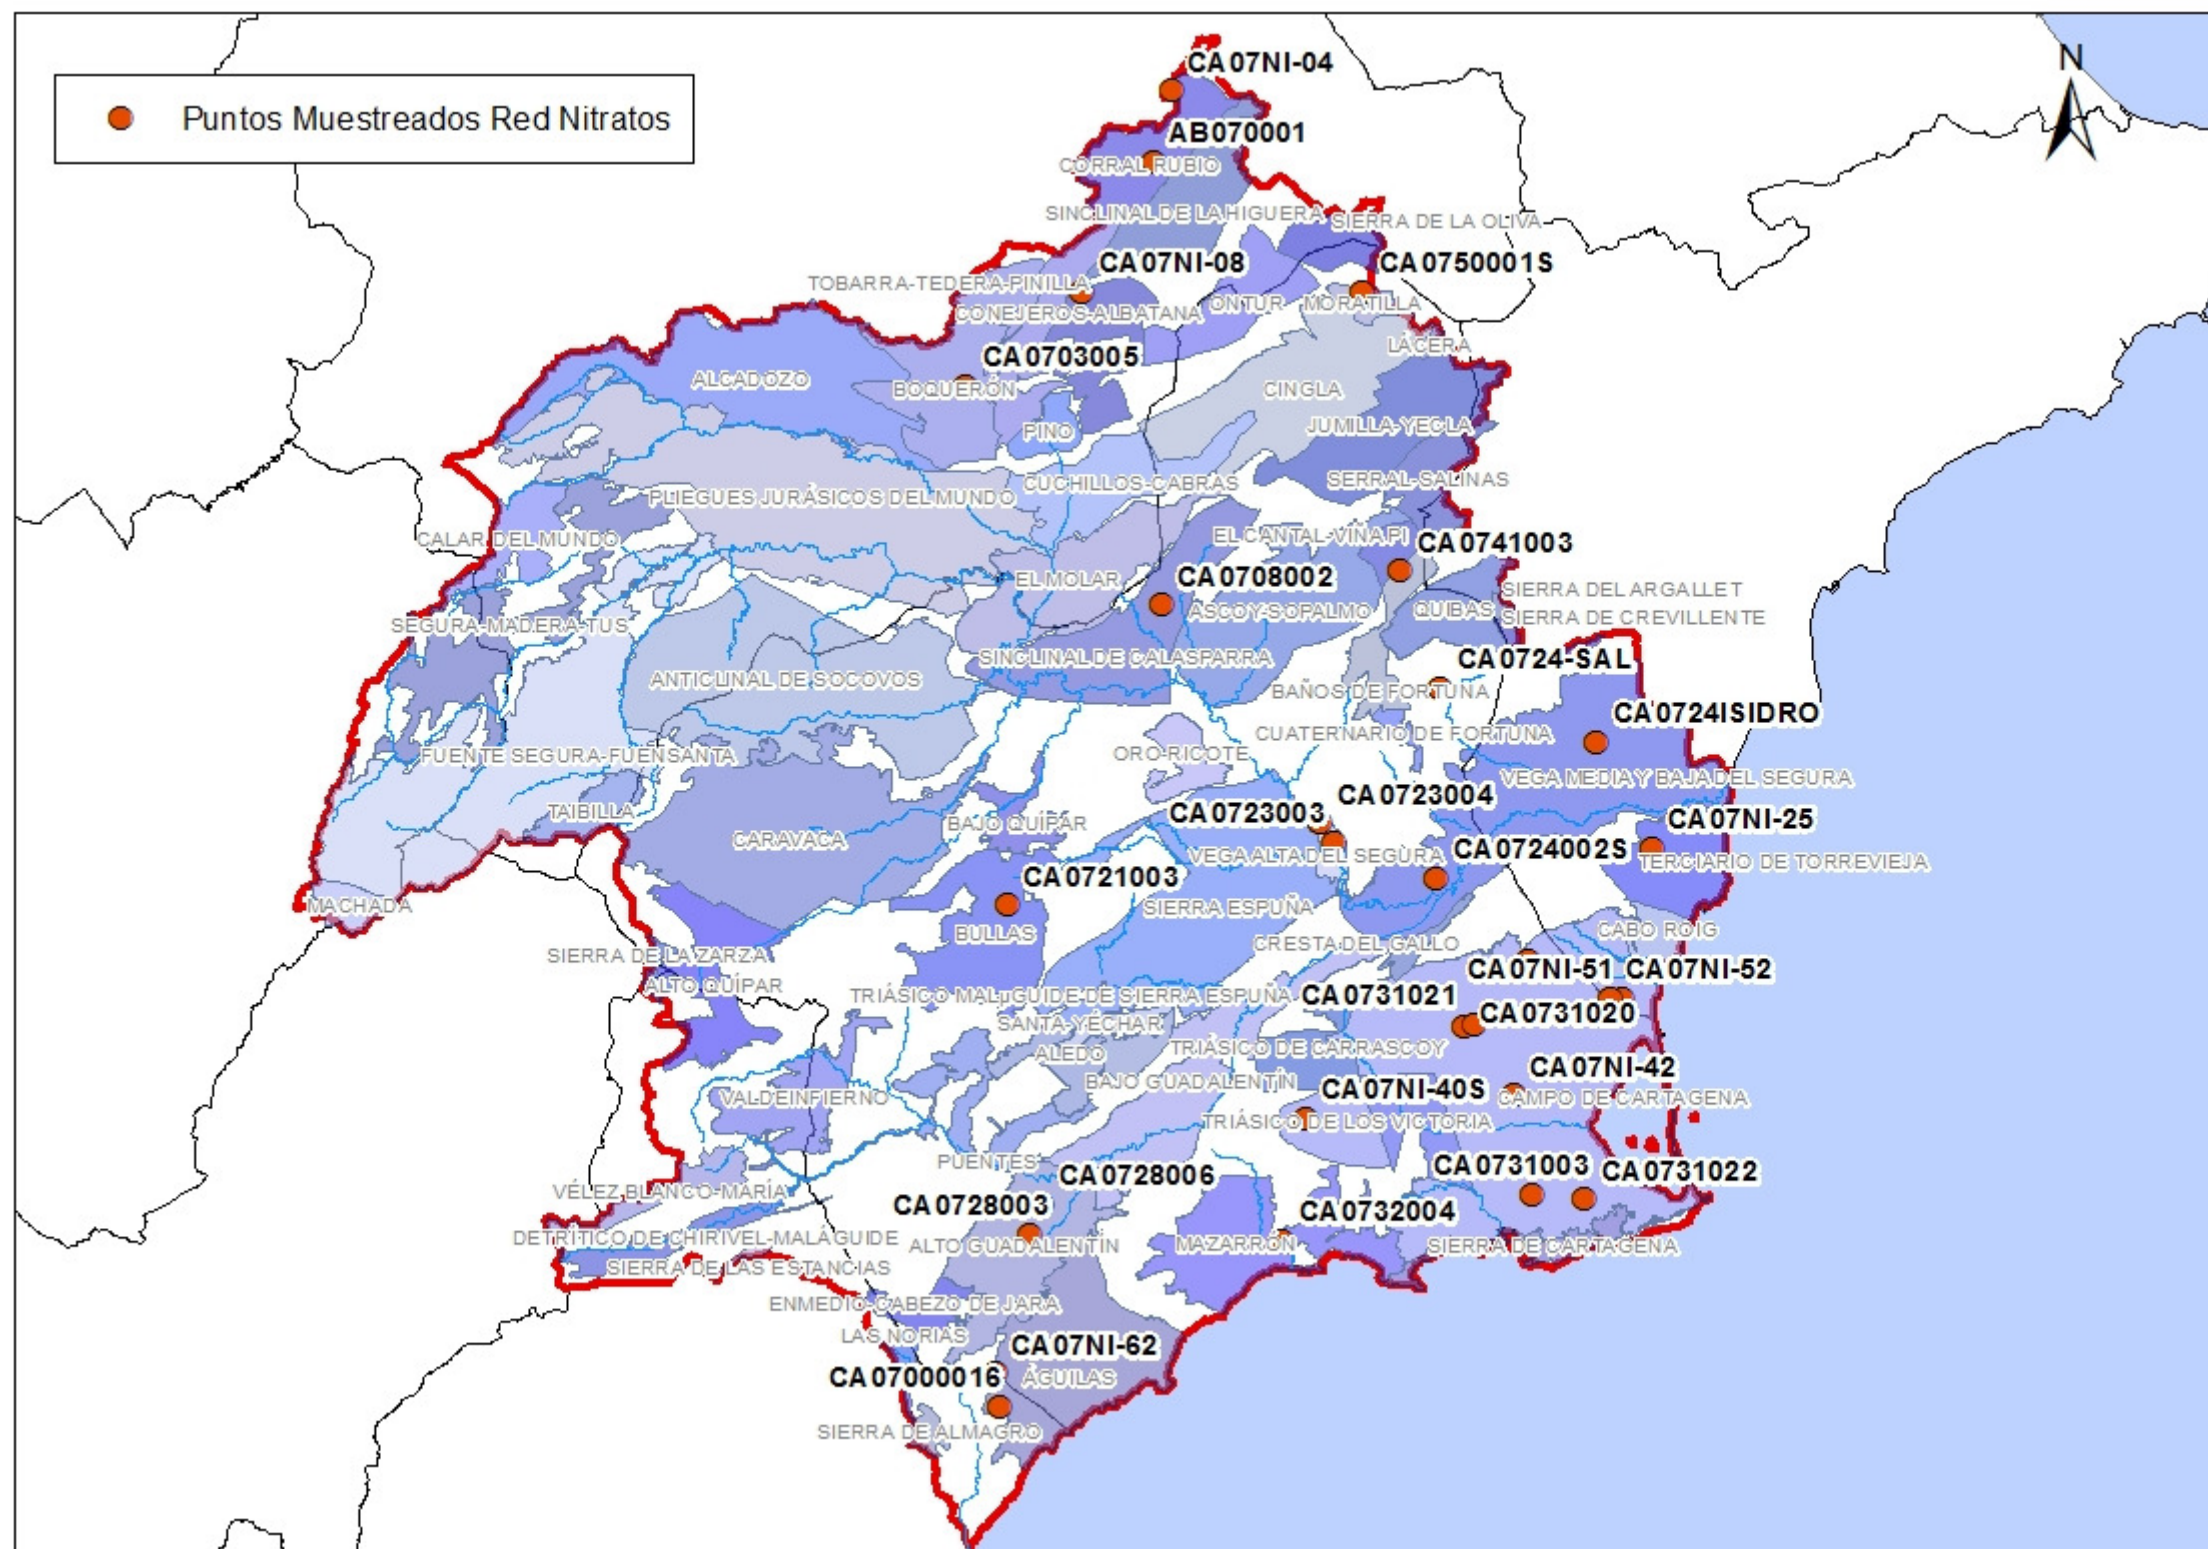 CA07NI-04
N
Puntos Muestreados Red Nitratos
AB070001
CORRAL RUBIO
SINCLINAL DE LA HIGUERA
SIERRA DE LA OLIVA
CA07NI-08
CA0750001S
TOBARRA-TEDERA-PINILLA
CONEJEROS-ALBATANA
ONTUR
MORATILLA
LÁCERA
CA0703005
ALCADOZO
BOQUERÓN
CINGLA
PINO
JUMILLA-YECLA
SERRAL-SALINAS
CUCHILLOS-CABRAS
PLIEGUES JURÁSICOS DEL MUNDO
CALAR DEL MUNDO
EL CANTAL-VIÑA PI
CA0741003
EL MOLAR
CA0708002
SIERRA DEL ARGALLET
ASCOY-SOPALMO
QUIBAS
SIERRA DE CREVILLENTE
SEGURA-MADERA-TUS
SINCLINAL DE CALASPARRA
CA0724-SAL
ANTICLINAL DE SOCOVOS
BAÑOS DE FORTUNA
CA0724ISIDRO
CUATERNARIO DE FORTUNA
FUENTE SEGURA-FUENSANTA
ORO-RICOTE
VEGA MEDIA Y BAJA DEL SEGURA
CA0723004
TAIBILLA
CA0723003
CA07NI-25
BAJO QUÍPAR
CARAVACA
VEGA ALTA DEL SEGURA
CA0724002S
TERCIARIO DE TORREVIEJA
CA0721003
MACHADA
SIERRA ESPUÑA
BULLAS
CABO ROIG
CRESTA DEL GALLO
SIERRA DE LA ZARZA
CA07NI-51
CA07NI-52
ALTO QUÍPAR
TRIÁSICO MALµGUIDE DE SIERRA ESPUÑA
CA0731021
CA0731020
SANTA-YÉCHAR
ALEDO
TRIÁSICO DE CARRASCOY
CA07NI-42
BAJO GUADALENTÍN
CA07NI-40S
VALDEINFIERNO
CAMPO DE CARTAGENA
TRIÁSICO DE LOS VICTORIA
PUENTES
CA0728006
CA0731003
CA0731022
VÉLEZ BLANCO-MARÍA
CA0728003
CA0732004
DETRÍTICO DE CHIRIVEL-MALÁGUIDE
ALTO GUADALENTÍN
MAZARRÓN
SIERRA DE CARTAGENA
SIERRA DE LAS ESTANCIAS
ENMEDIO-CABEZO DE JARA
LAS NORIAS
CA07NI-62
CA07000016
ÁGUILAS
SIERRA DE ALMAGRO